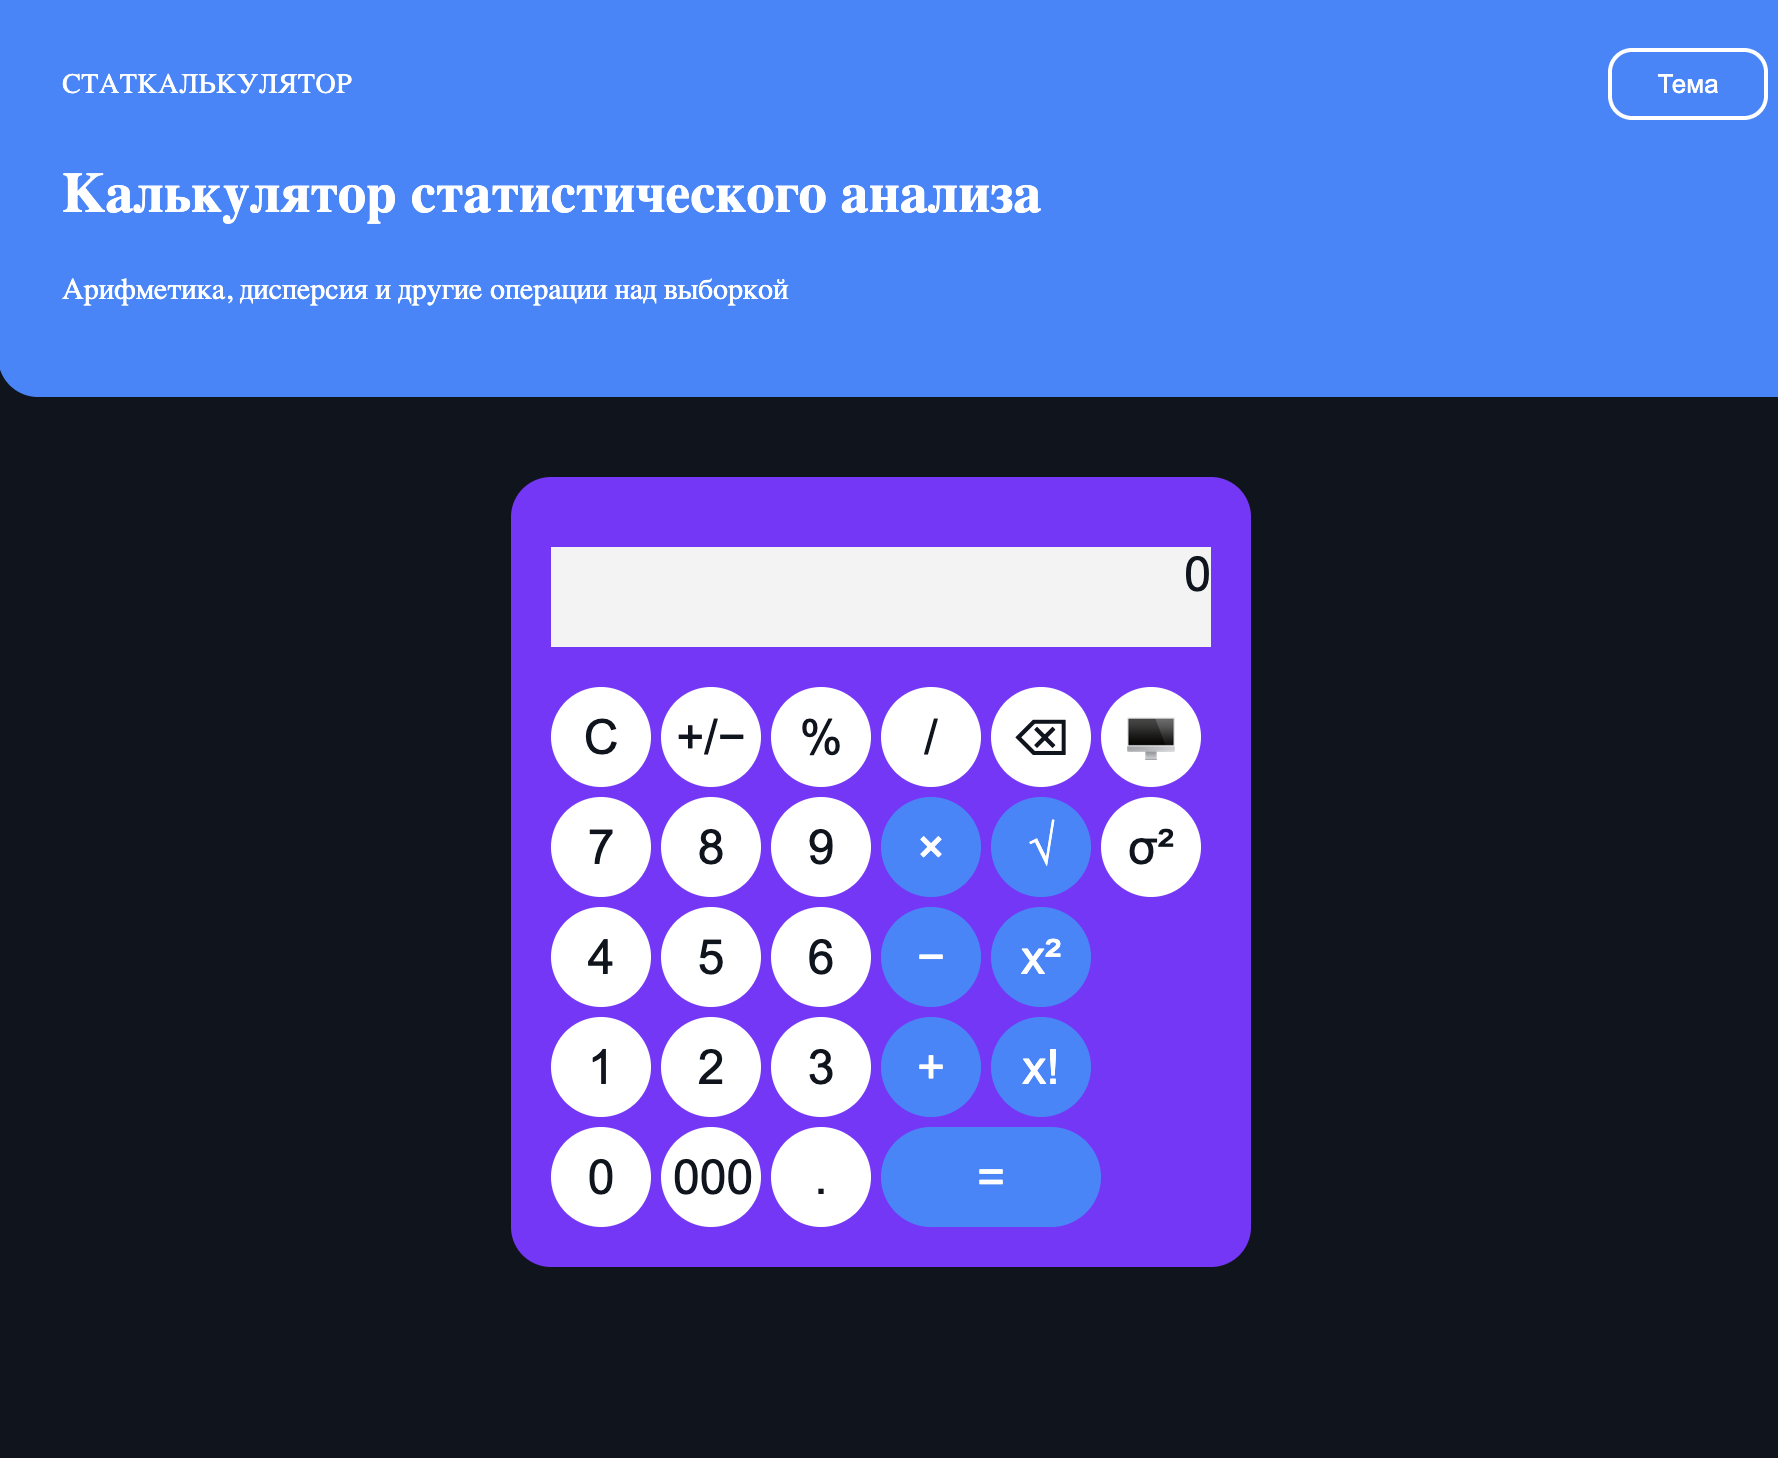 СТАТКАЛЬКУЛЯТОР
Тема
Калькулятор статистического анализа
Арифметика, дисперсия и другие операции над выборкой
0
C +/− % / ⌫
7 8 9 × √ σ²
4 5 6 − x²
1 2 3 + x!
0 000 . =